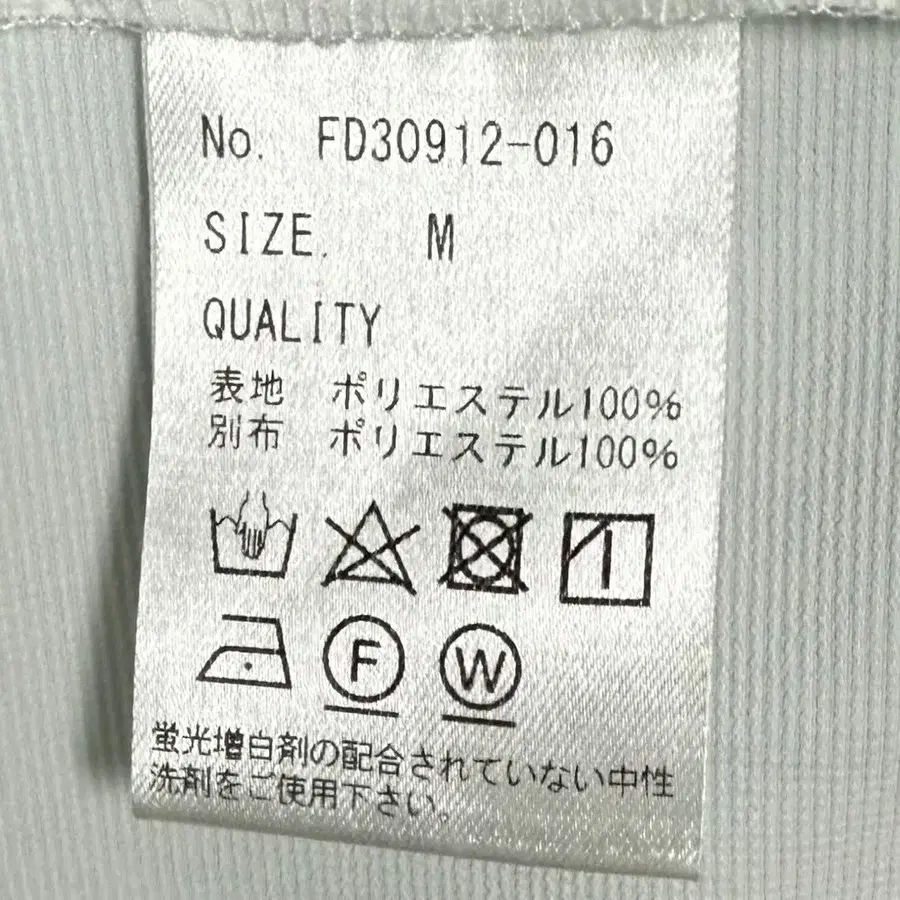 No. FD30912-016
SIZE. M
QUALITY
表地 ポリエステル100%
別布 ポリエステル100%
F W
蛍光増白剤の配合されていない中性
洗剤をご使用下さい。